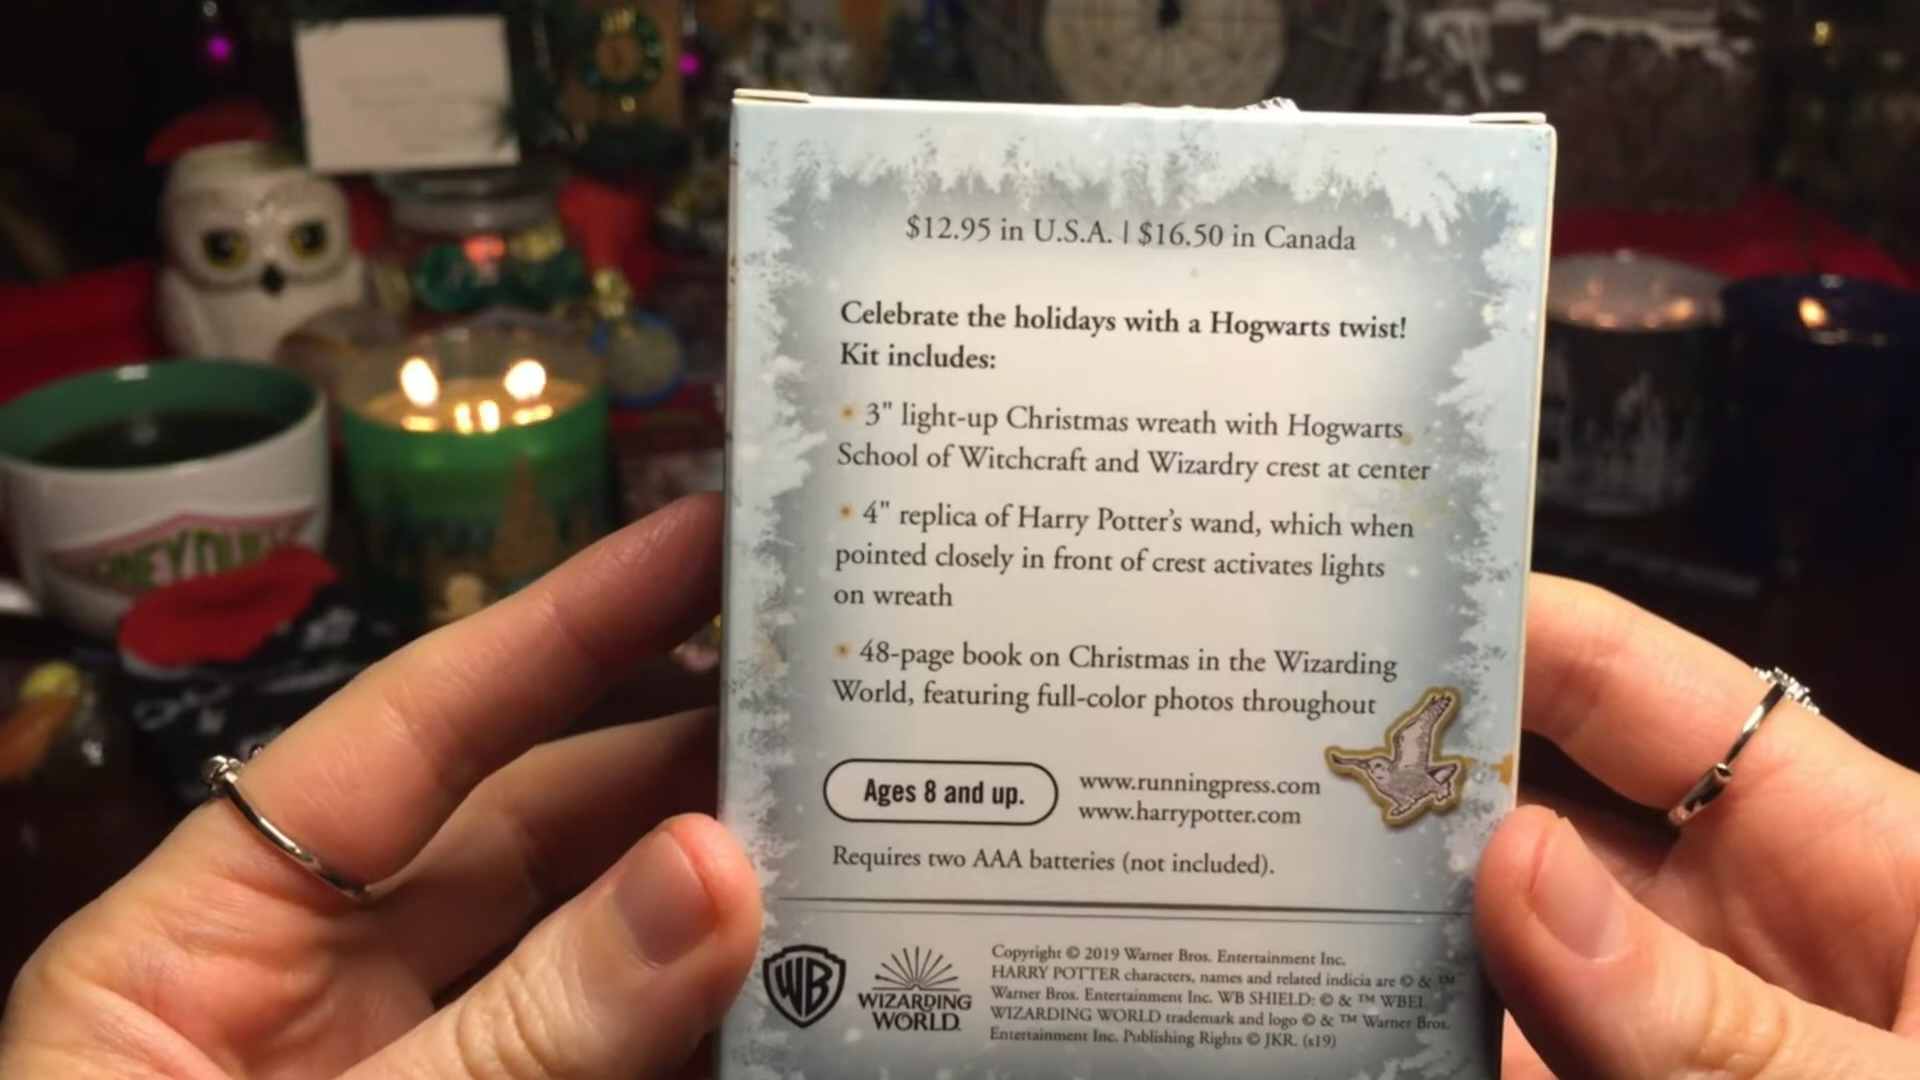 $12.95 in U.S.A. | $16.50 in Canada
Celebrate the holidays with a Hogwarts twist!
Kit includes:
3" light-up Christmas wreath with Hogwarts
School of Witchcraft and Wizardry crest at center
4" replica of Harry Potter's wand, which when
pointed closely in front of crest activates lights
on wreath
48-page book on Christmas in the Wizarding
World, featuring full-color photos throughout
Ages 8 and up.
www.runningpress.com
www.harrypotter.com
Requires two AAA batteries (not included).
WB
WIZARDING
WORLD
Copyright © 2019 Warner Bros. Entertainment Inc.
HARRY POTTER characters, names and related indicia are © & ™
Warner Bros. Entertainment Inc. WB SHIELD: © & ™ WBEI.
WIZARDING WORLD trademark and logo © & ™ Warner Bros.
Entertainment Inc. Publishing Rights © JKR. (s19)